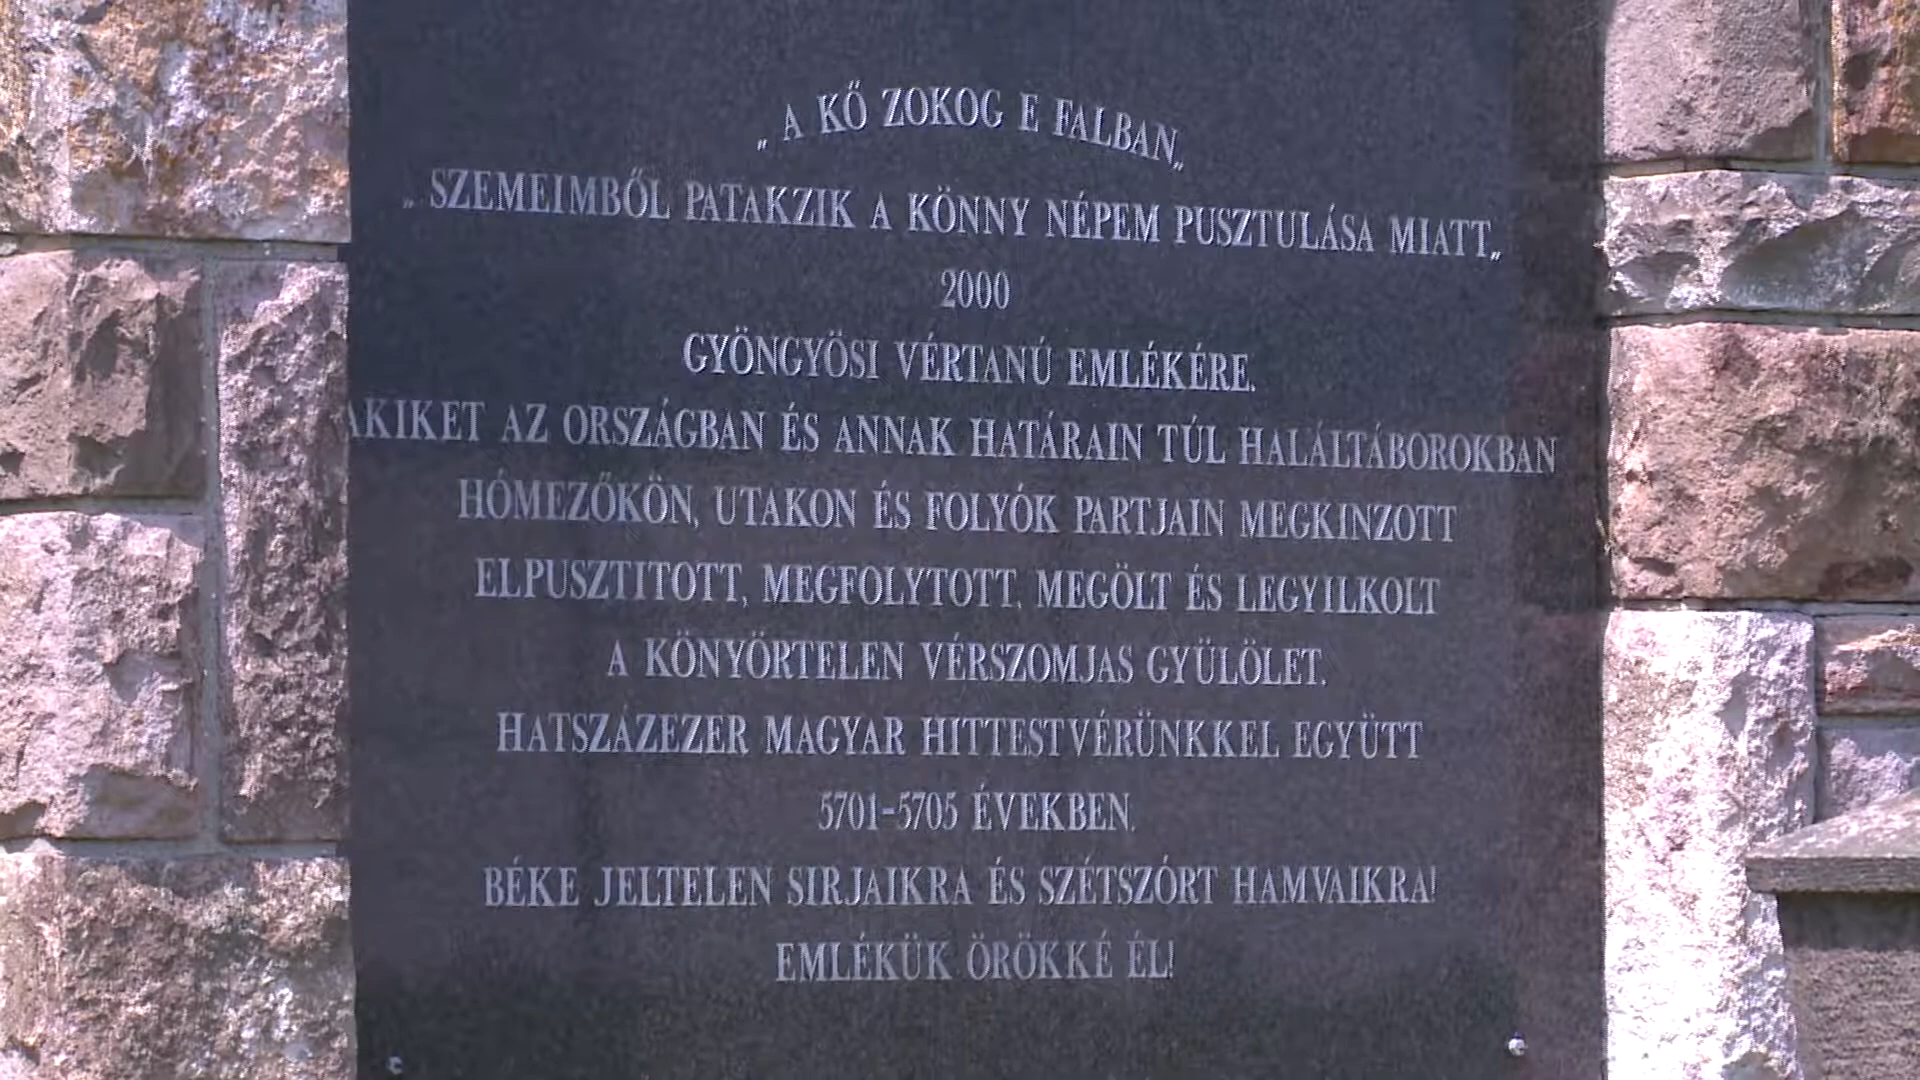 „ A KŐ ZOKOG E FALBAN„
„ SZEMEIMBŐL PATAKZIK A KÖNNY NÉPEM PUSZTULÁSA MIATT„
2000
GYÖNGYÖSI VÉRTANÚ EMLÉKÉRE.
AKIKET AZ ORSZÁGBAN ÉS ANNAK HATÁRAIN TÚL HALÁLTÁBOROKBAN
HÓMEZŐKÖN, UTAKON ÉS FOLYÓK PARTJAIN MEGKINZOTT
ELPUSZTITOTT, MEGFOLYTOTT, MEGÖLT ÉS LEGYILKOLT
A KÖNYÖRTELEN VÉRSZOMJAS GYÜLÖLET.
HATSZÁZEZER MAGYAR HITTESTVÉRÜNKKEL EGYÜTT
5701-5705 ÉVEKBEN.
BÉKE JELTELEN SIRJAIKRA ÉS SZÉTSZÓRT HAMVAIKRA!
EMLÉKÜK ÖRÖKKÉ ÉL!